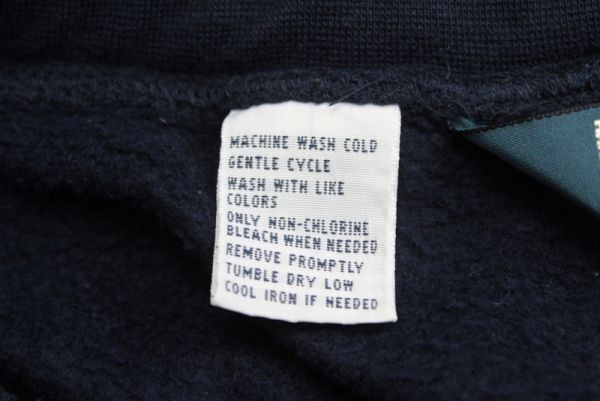 MACHINE WASH COLD
GENTLE CYCLE
WASH WITH LIKE
COLORS
ONLY NON-CHLORINE
BLEACH WHEN NEEDED
REMOVE PROMPTLY
TUMBLE DRY LOW
COOL IRON IF NEEDED